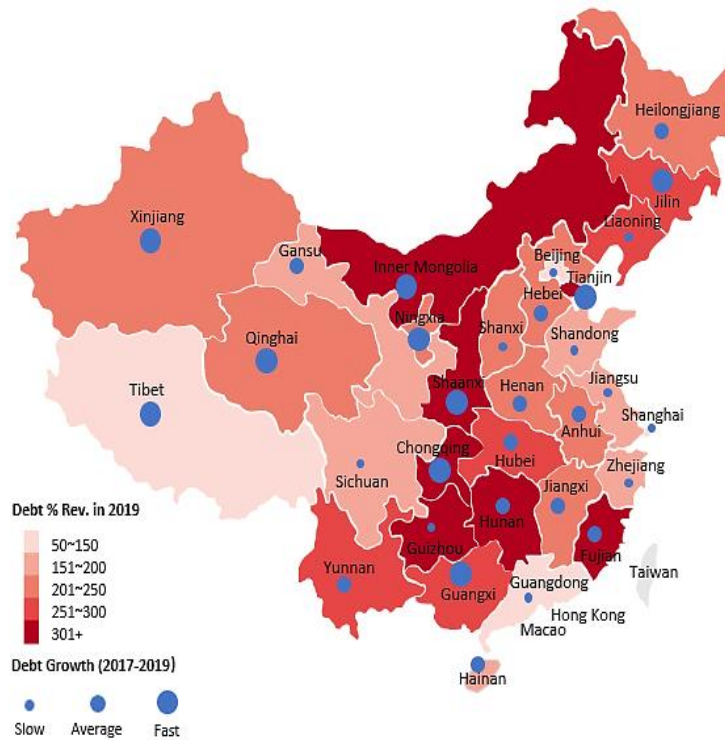 Heilongjiang
Jilin
Liaoning
Xinjiang
Gansu
Beijing
Inner Mongolia
Tianjin
Hebei
Ningxia
Shanxi
Shandong
Qinghai
Jiangsu
Tibet
Shaanxi
Henan
Shanghai
Anhui
Chongqing
Hubei
Zhejiang
Sichuan
Jiangxi
Hunan
Guizhou
Fujian
Yunnan
Guangxi
Guangdong
Taiwan
Hong Kong
Macao
Hainan
Debt % Rev. in 2019
50~150
151~200
201~250
251~300
301+
Debt Growth (2017-2019)
Slow Average Fast